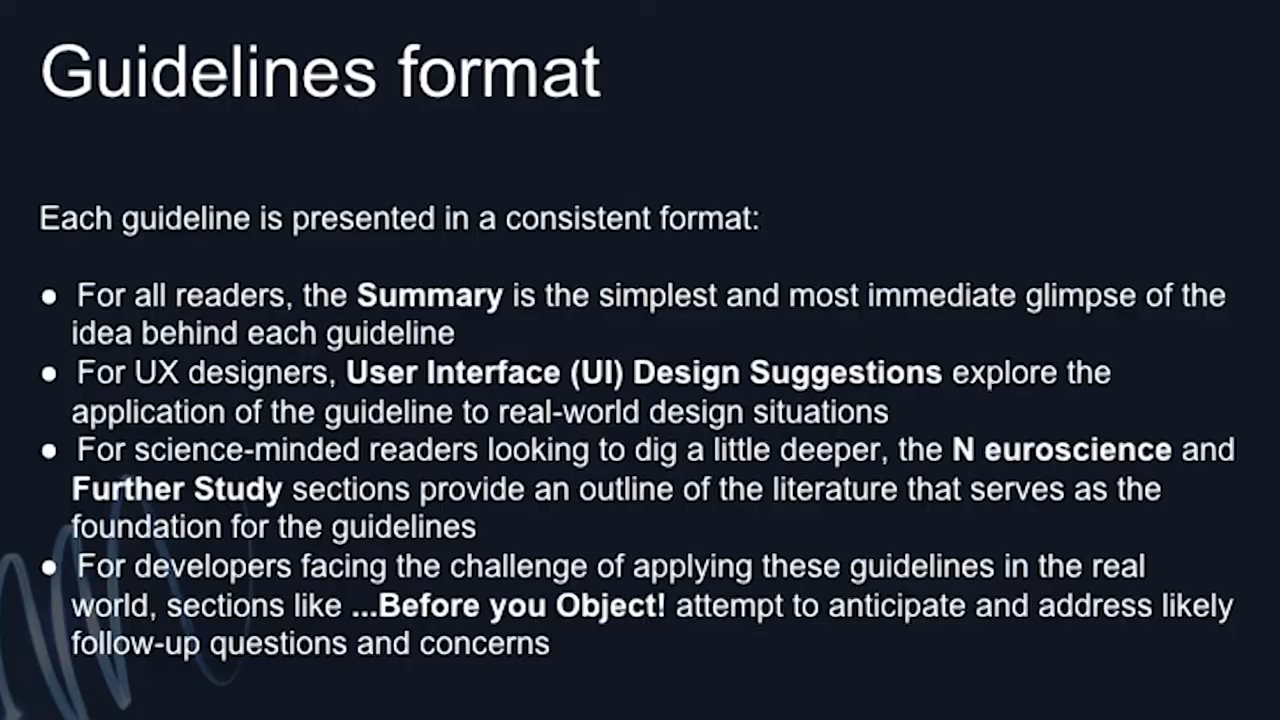 Guidelines format
Each guideline is presented in a consistent format:
● For all readers, the Summary is the simplest and most immediate glimpse of the
idea behind each guideline
● For UX designers, User Interface (UI) Design Suggestions explore the
application of the guideline to real-world design situations
● For science-minded readers looking to dig a little deeper, the N euroscience and
Further Study sections provide an outline of the literature that serves as the
foundation for the guidelines
● For developers facing the challenge of applying these guidelines in the real
world, sections like ...Before you Object! attempt to anticipate and address likely
follow-up questions and concerns